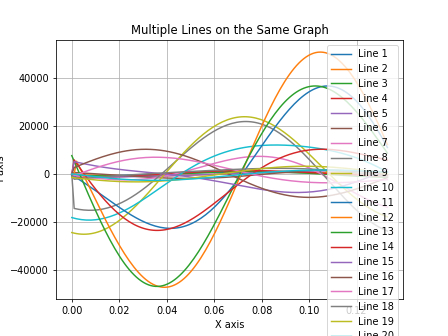 Multiple Lines on the Same Graph
40000
20000
0
−20000
−40000
0.00
0.02
0.04
0.06
0.08
0.10
X axis
Line 1
Line 2
Line 3
Line 4
Line 5
Line 6
Line 7
Line 8
Line 9
Line 10
Line 11
Line 12
Line 13
Line 14
Line 15
Line 16
Line 17
Line 18
Line 19